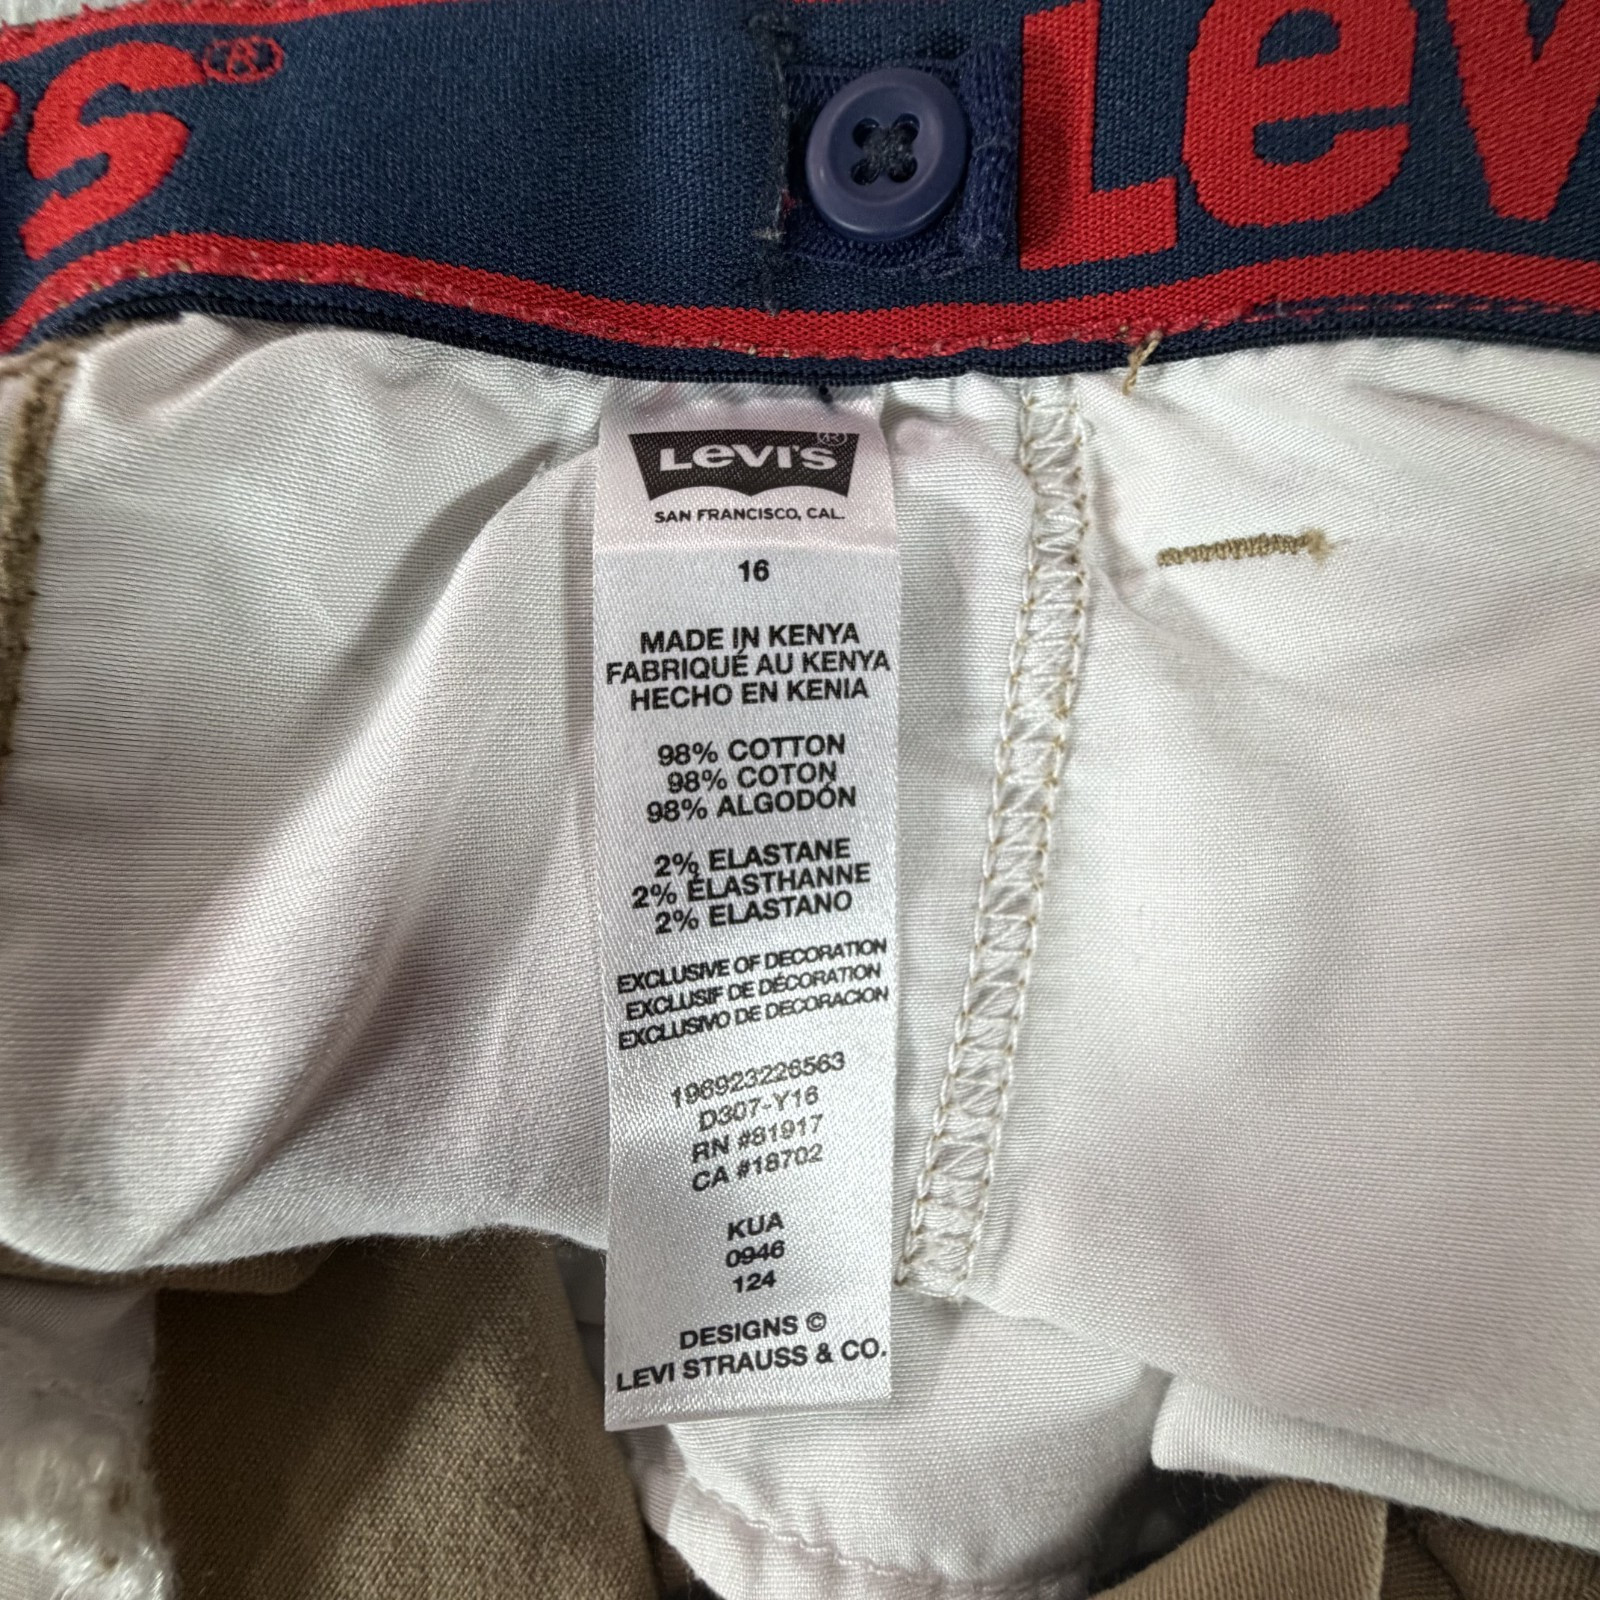 's®
Lev
Levi's®
SAN FRANCISCO, CAL.
16
MADE IN KENYA
FABRIQUÉ AU KENYA
HECHO EN KENIA
98% COTTON
98% COTON
98% ALGODÓN
2% ELASTANE
2% ÉLASTHANNE
2% ELASTANO
EXCLUSIVE OF DECORATION
EXCLUSIF DE DÉCORATION
EXCLUSIVO DE DECORACION
196923226563
D307-Y16
RN #81917
CA #18702
KUA
0946
124
DESIGNS ©
LEVI STRAUSS & CO.